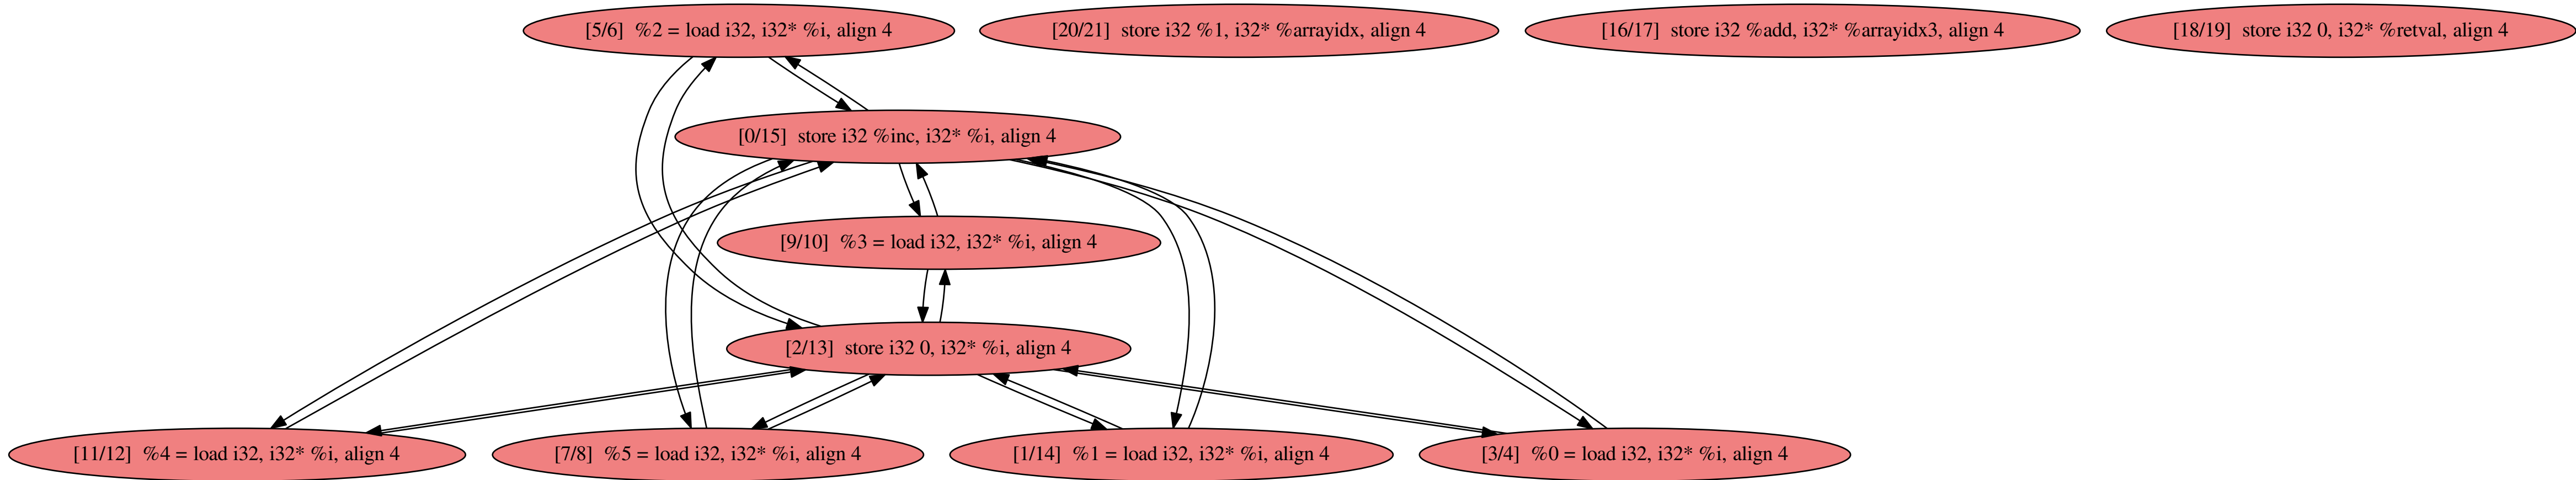 [5/6]  %2 = load i32, i32* %i, align 4
[20/21]  store i32 %1, i32* %arrayidx, align 4
[16/17]  store i32 %add, i32* %arrayidx3, align 4
[18/19]  store i32 0, i32* %retval, align 4
[0/15]  store i32 %inc, i32* %i, align 4
[9/10]  %3 = load i32, i32* %i, align 4
[2/13]  store i32 0, i32* %i, align 4
[11/12]  %4 = load i32, i32* %i, align 4
[7/8]  %5 = load i32, i32* %i, align 4
[1/14]  %1 = load i32, i32* %i, align 4
[3/4]  %0 = load i32, i32* %i, align 4